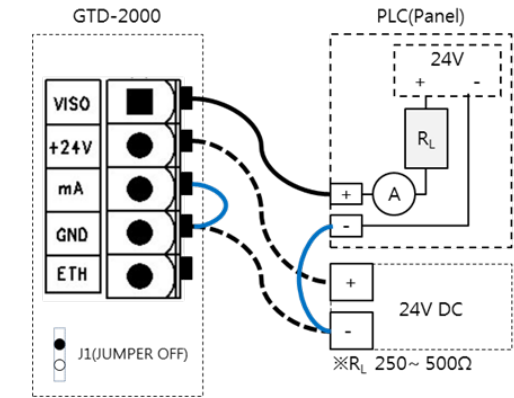 GTD-2000
PLC(Panel)
24V
+ -
VISO
+24V
RL
mA
+ A
GND
-
ETH
+
24V DC
J1(JUMPER OFF)
-
※RL 250~ 500Ω